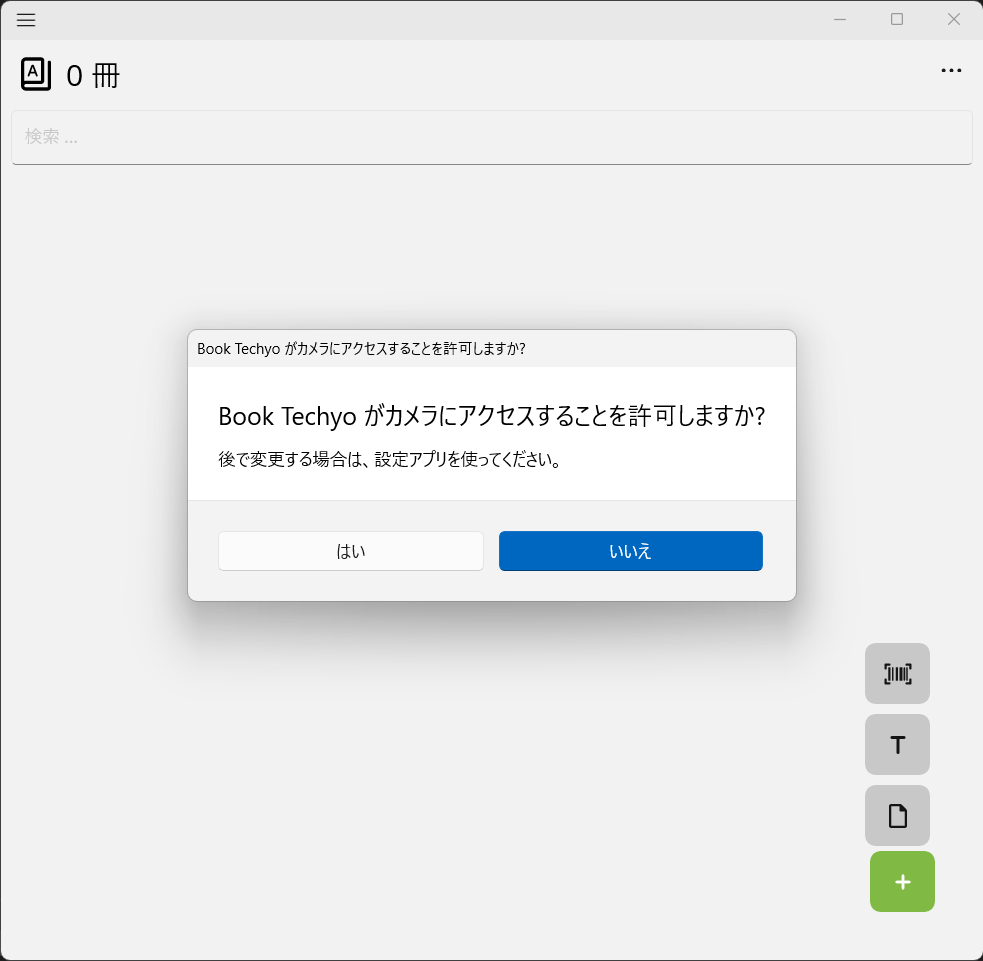 0 冊
検索 ...
Book Techyo がカメラにアクセスすることを許可しますか?
Book Techyo がカメラにアクセスすることを許可しますか?
後で変更する場合は、設定アプリを使ってください。
はい
いいえ
T